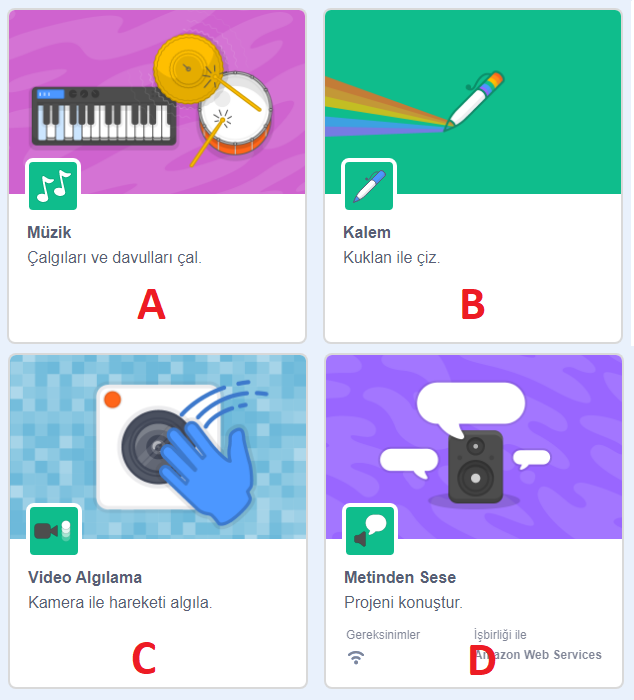 Müzik
Çalgıları ve davulları çal.
A
Kalem
Kuklan ile çiz.
B
Video Algılama
Kamera ile hareketi algıla.
C
Metinden Sese
Projeni konuştur.
Gereksinimler
İşbirliği ile
Amazon Web Services
D